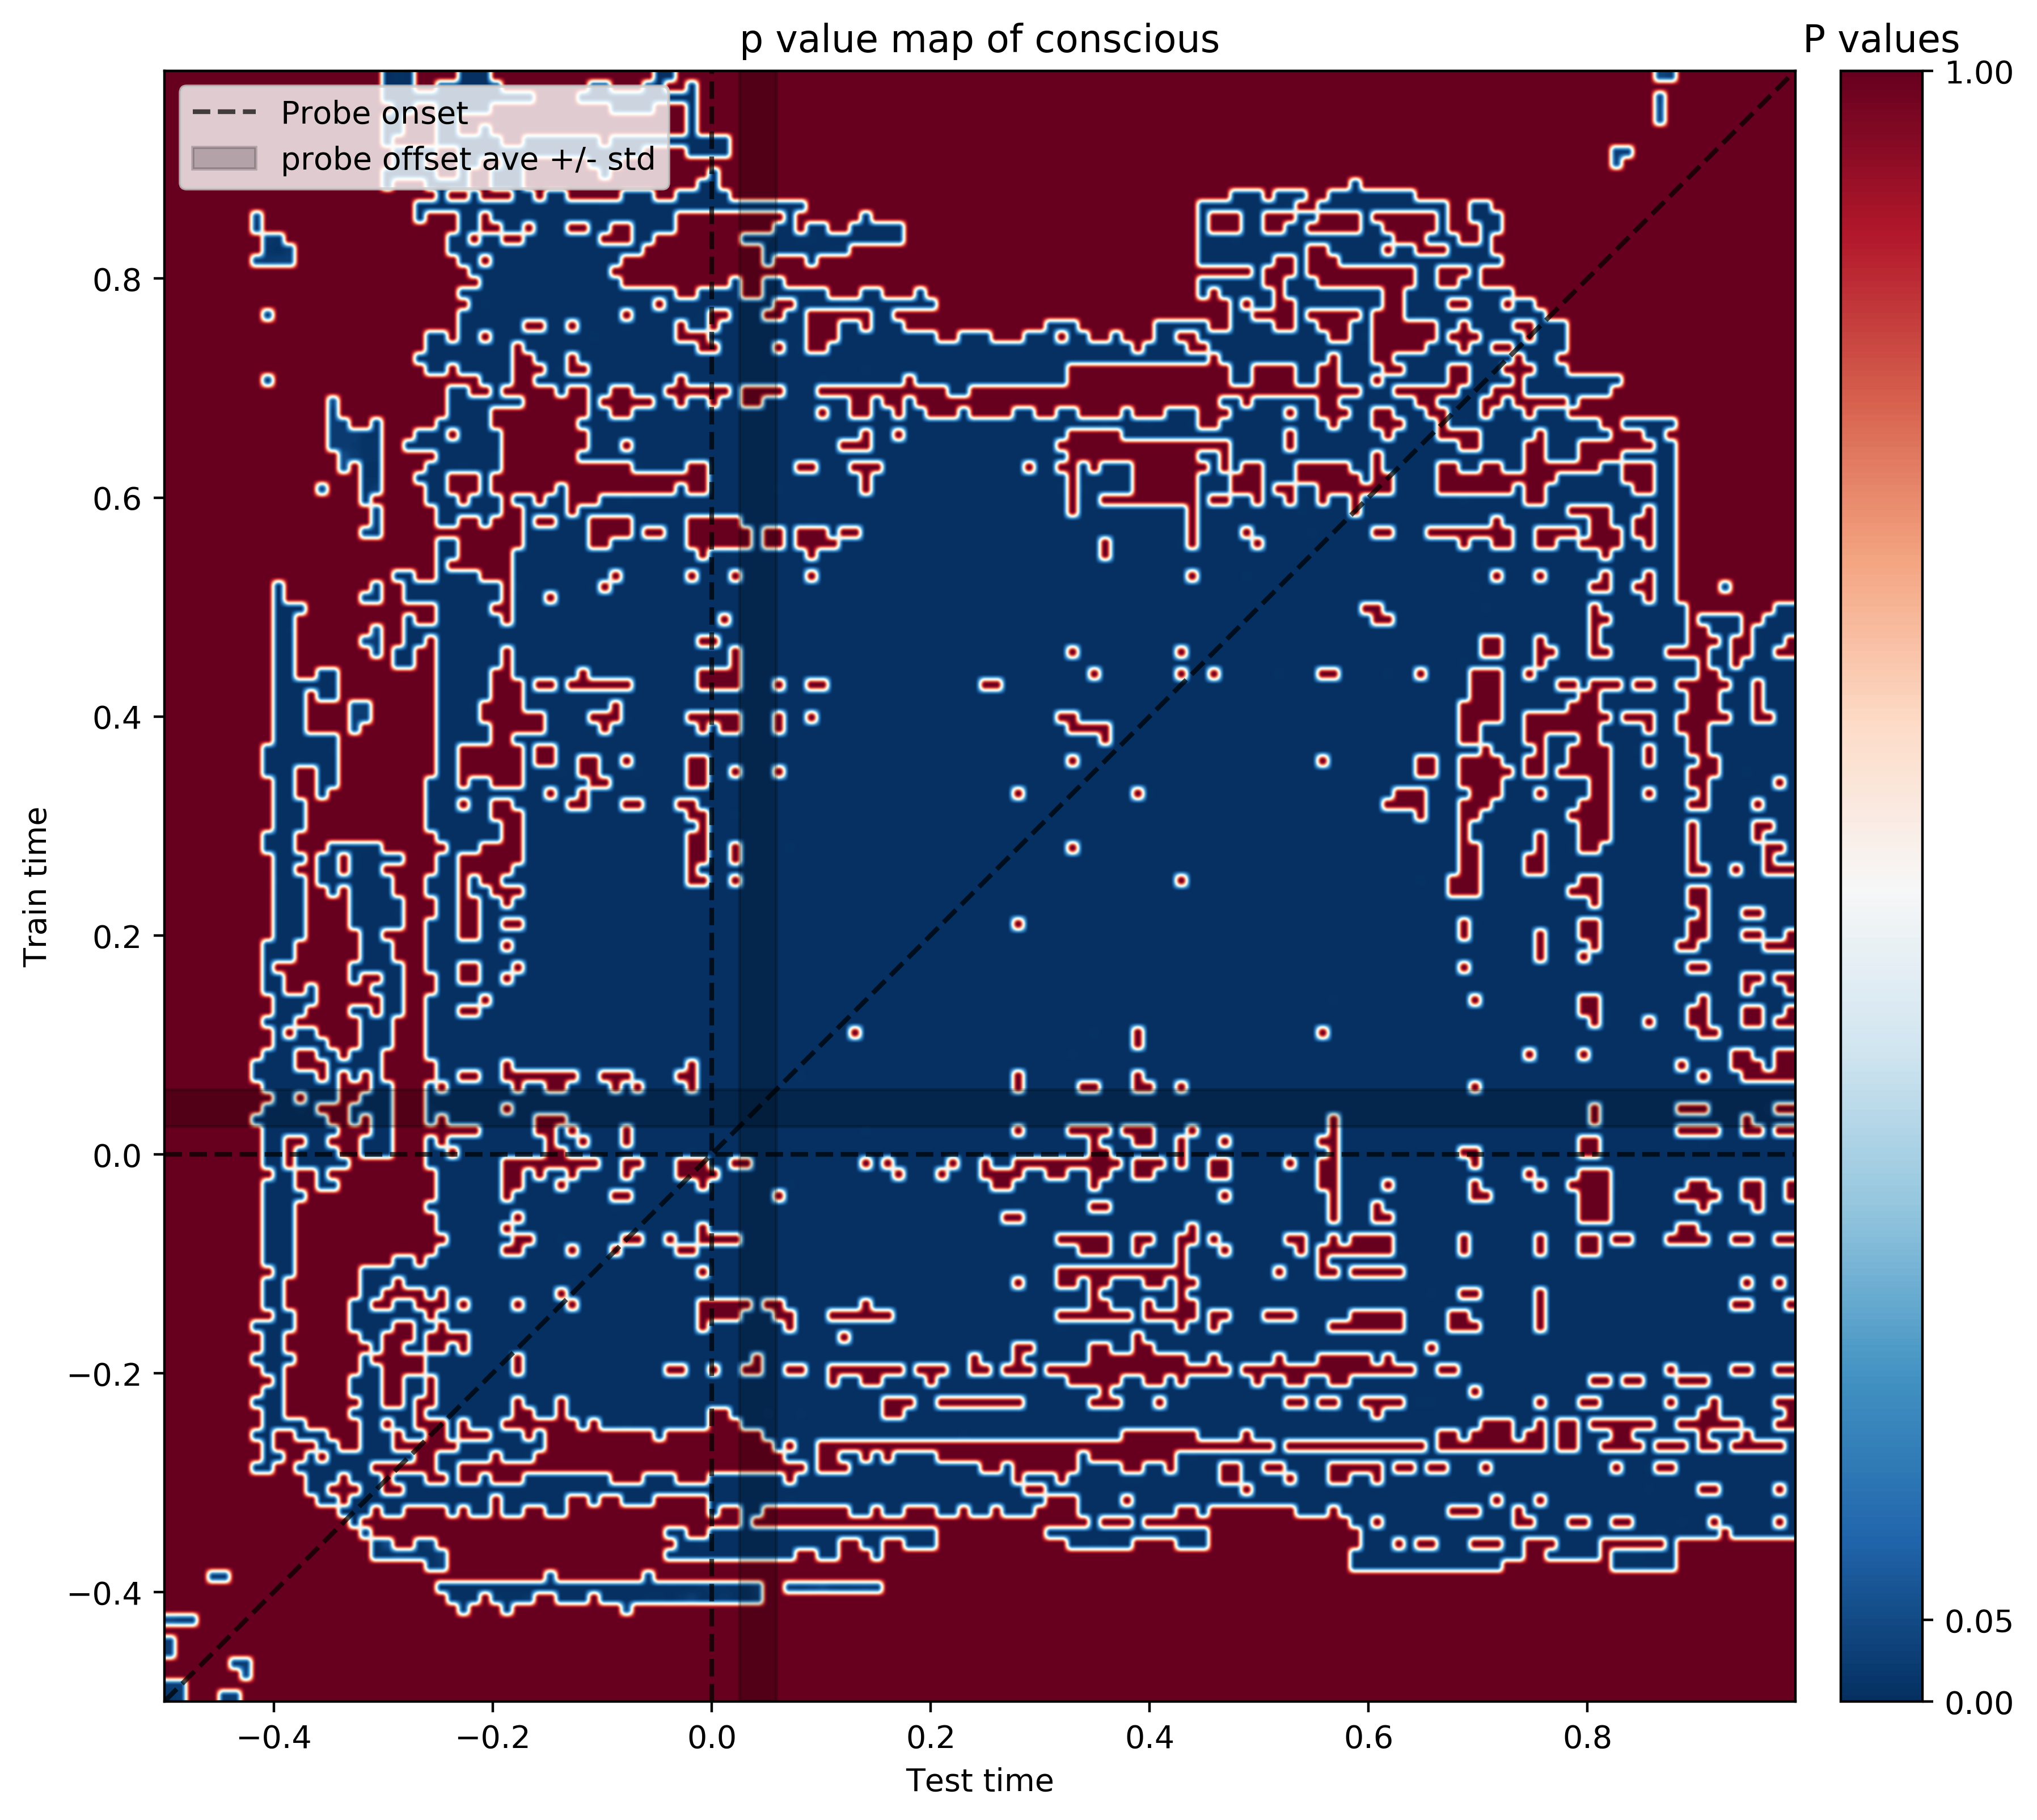 p value map of conscious
P values
Probe onset
probe offset ave +/- std
1.00
0.05
0.00
Train time
0.8
0.6
0.4
0.2
0.0
−0.2
−0.4
−0.4
−0.2
0.0
0.2
0.4
0.6
0.8
Test time